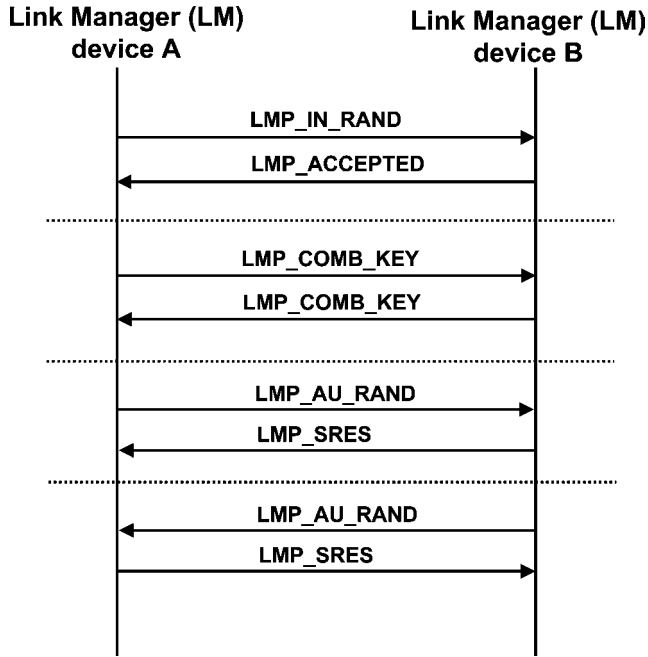 Link Manager (LM)
device A
Link Manager (LM)
device B
LMP_IN_RAND
LMP_ACCEPTED
LMP_COMB_KEY
LMP_COMB_KEY
LMP_AU_RAND
LMP_SRES
LMP_AU_RAND
LMP_SRES